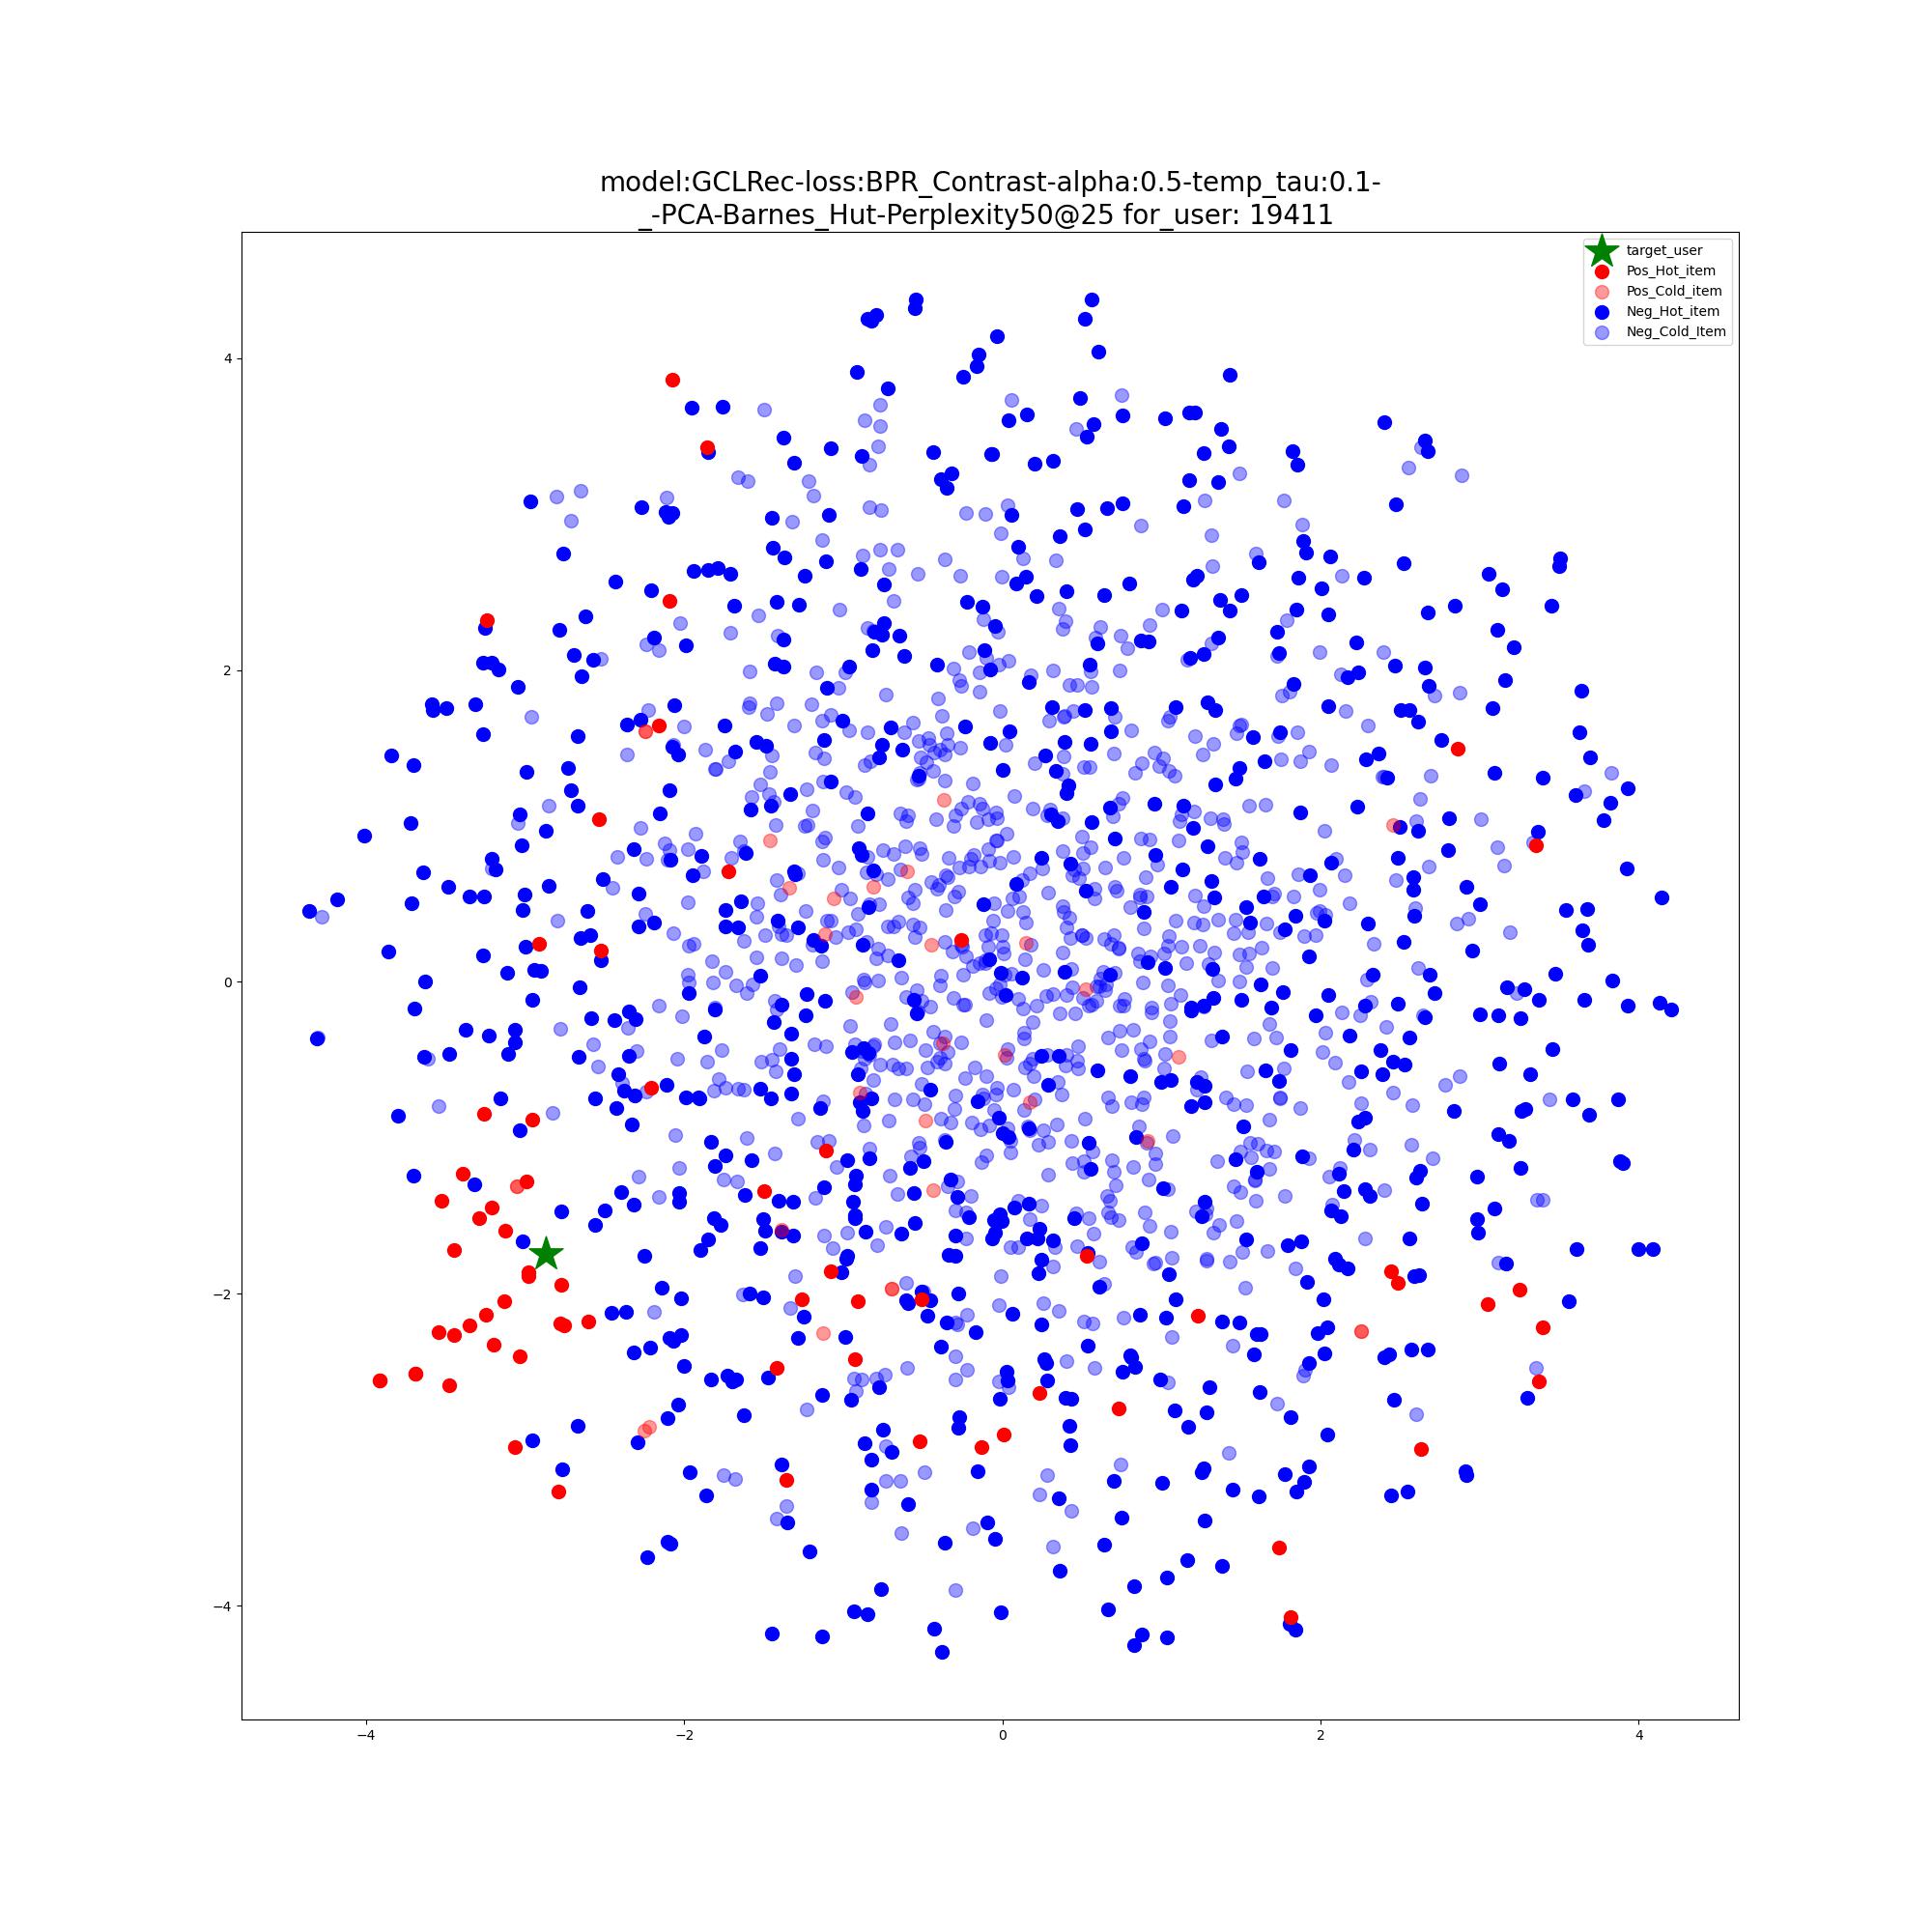 model:GCLRec-loss:BPR_Contrast-alpha:0.5-temp_tau:0.1-
_-PCA-Barnes_Hut-Perplexity50@25 for_user: 19411
target_user
Pos_Hot_item
Pos_Cold_item
Neg_Hot_item
Neg_Cold_Item
4
2
0
−2
−4
−4 −2 0 2 4